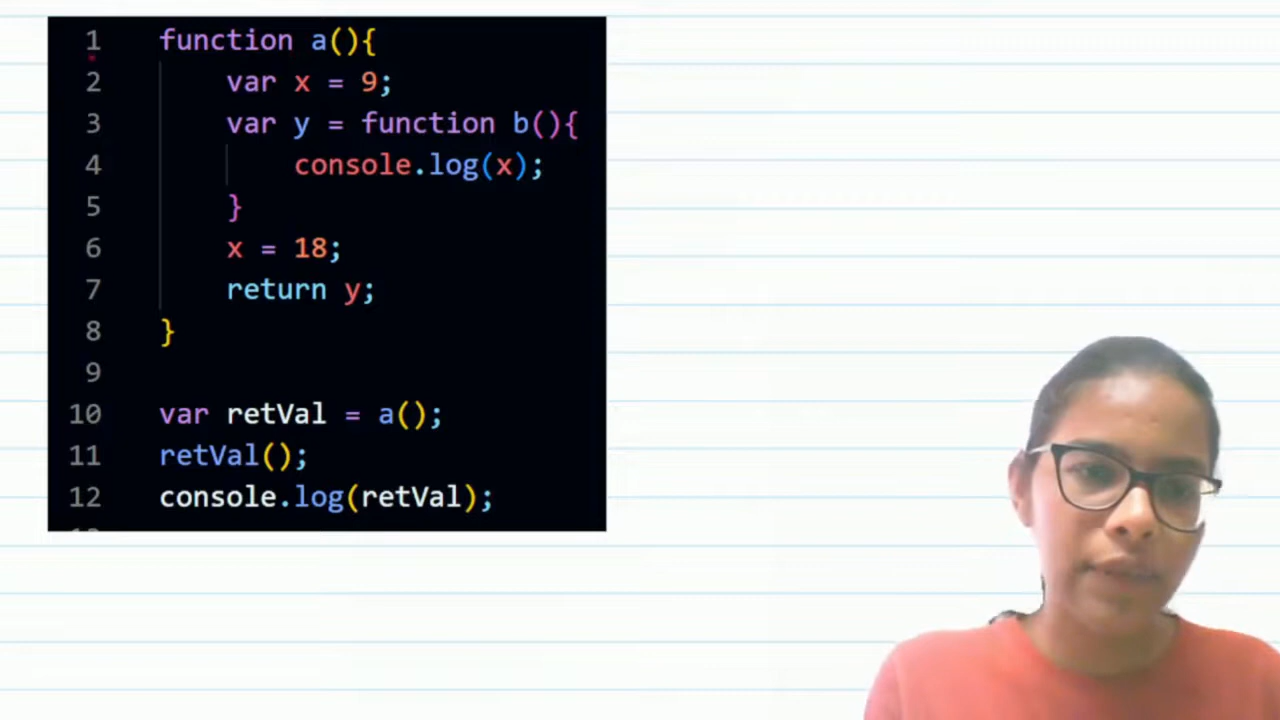 1 function a(){
2 var x = 9;
3 var y = function b(){
4 console.log(x);
5 }
6 x = 18;
7 return y;
8 }
9
10 var retVal = a();
11 retVal();
12 console.log(retVal);